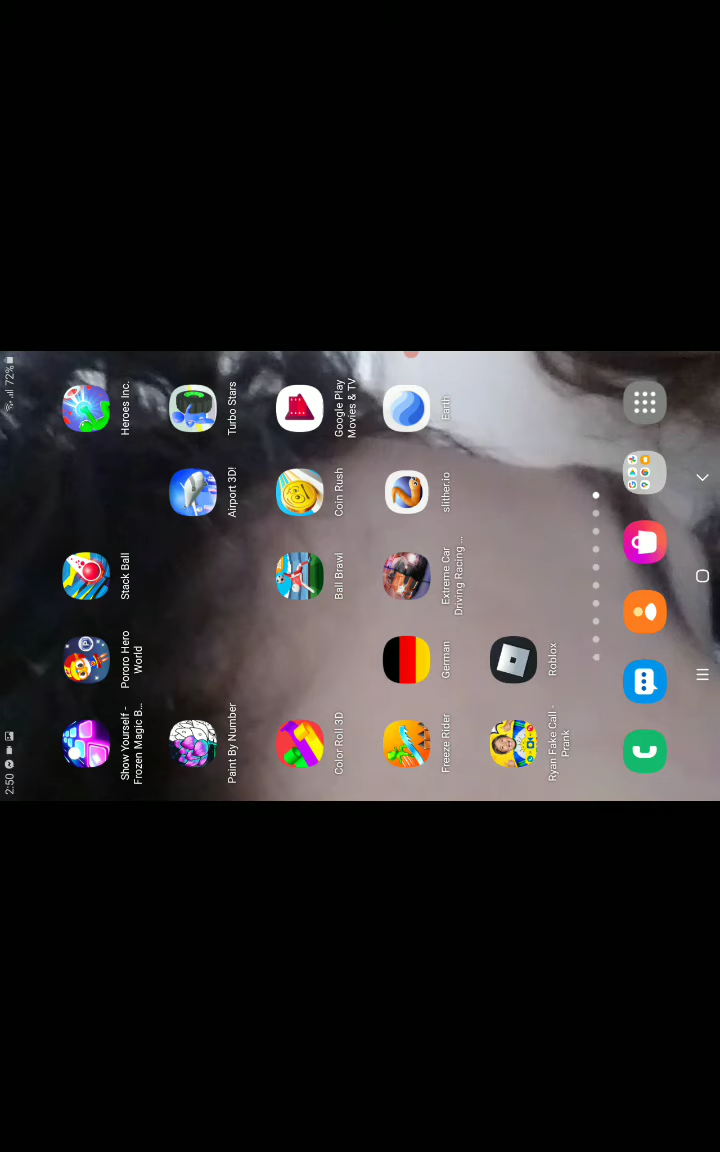 2:50
72%
Show Yourself -
Frozen Magic B...
Pororo Hero
World
Stack Ball
Heroes Inc.
Paint By Number
Airport 3D!
Turbo Stars
Color Roll 3D
Ball Brawl
Coin Rush
Google Play
Movies & TV
Freeze Rider
German
Extreme Car
Driving Racing ...
slither.io
Earth
Ryan Fake Call -
Prank
Roblox